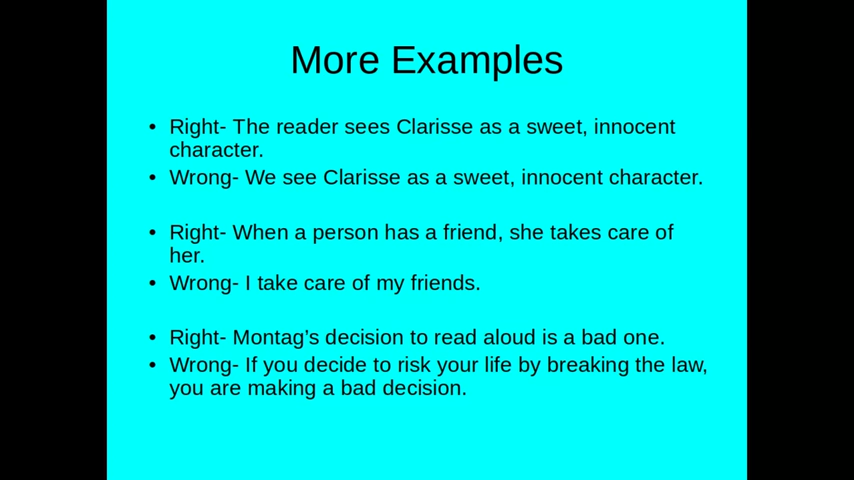 More Examples
• Right- The reader sees Clarisse as a sweet, innocent
character.
• Wrong- We see Clarisse as a sweet, innocent character.
• Right- When a person has a friend, she takes care of
her.
• Wrong- I take care of my friends.
• Right- Montag’s decision to read aloud is a bad one.
• Wrong- If you decide to risk your life by breaking the law,
you are making a bad decision.